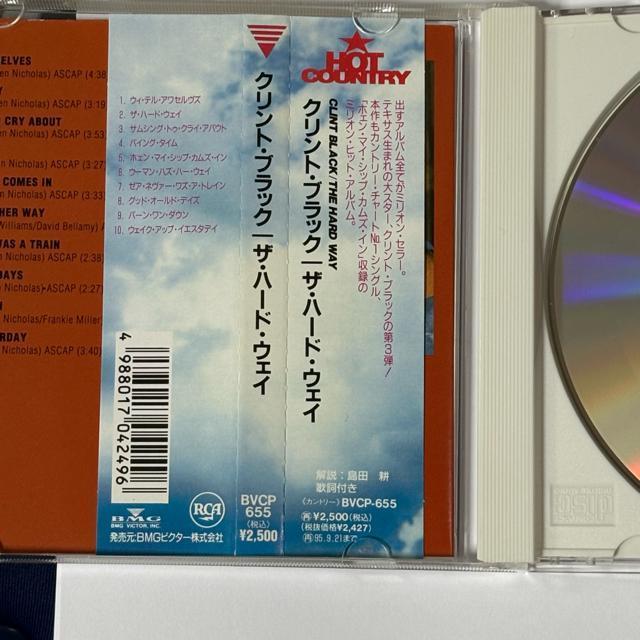 ELVES
en Nicholas) ASCAP (4:38
Y
en Nicholas) ASCAP (3:19
CRY ABOUT
en Nicholas) ASCAP (3:53
en Nicholas) ASCAP (3:27
COMES IN
en Nicholas) ASCAP (3:33)
HER WAY
Williams/David Bellamy) A
WAS A TRAIN
n Nicholas) ASCAP (2:38)
DAYS
n Nicholas) ASCAP (2:27)
N
n Nicholas/Frankie Miller)
RDAY
Nicholas) ASCAP (3:40)
1. ウィ・テル・アワセルヴズ
2. ザ・ハード・ウェイ
3. サムシング・トゥ・クライ・アバウト
4. バイング・タイム
5. ホェン・マイ・シップ・カムズ・イン
6. ウーマン・ハズ・ハー・ウェイ
7. ゼア・ネヴァー・ワズ・ア・トレイン
8. グッド・オールド・デイズ
9. バーン・ワン・ダウン
10. ウェイク・アップ・イエスタデイ
4 988017 042496
BMG
BMG VICTOR, INC.
RCA
発売元:BMGビクター株式会社
クリント・ブラック|ザ・ハード・ウェイ
BVCP
655
(税込)
¥2,500
HOT
COUNTRY
クリント・ブラック|ザ・ハード・ウェイ
CLINT BLACK/THE HARD WAY
出すアルバム全てがミリオン・セラー。
テキサス生まれの大スター、クリント・ブラックの第3弾!
本作もカントリー・チャートNo.1シングル、
「ホェン・マイ・シップ・カムズ・イン」収録の
ミリオン・ヒット・アルバム。
解説:島田 耕
歌詞付き
〈カントリー〉BVCP-655
再¥2,500(税込)
(税抜価格¥2,427)
再95.9.21まで